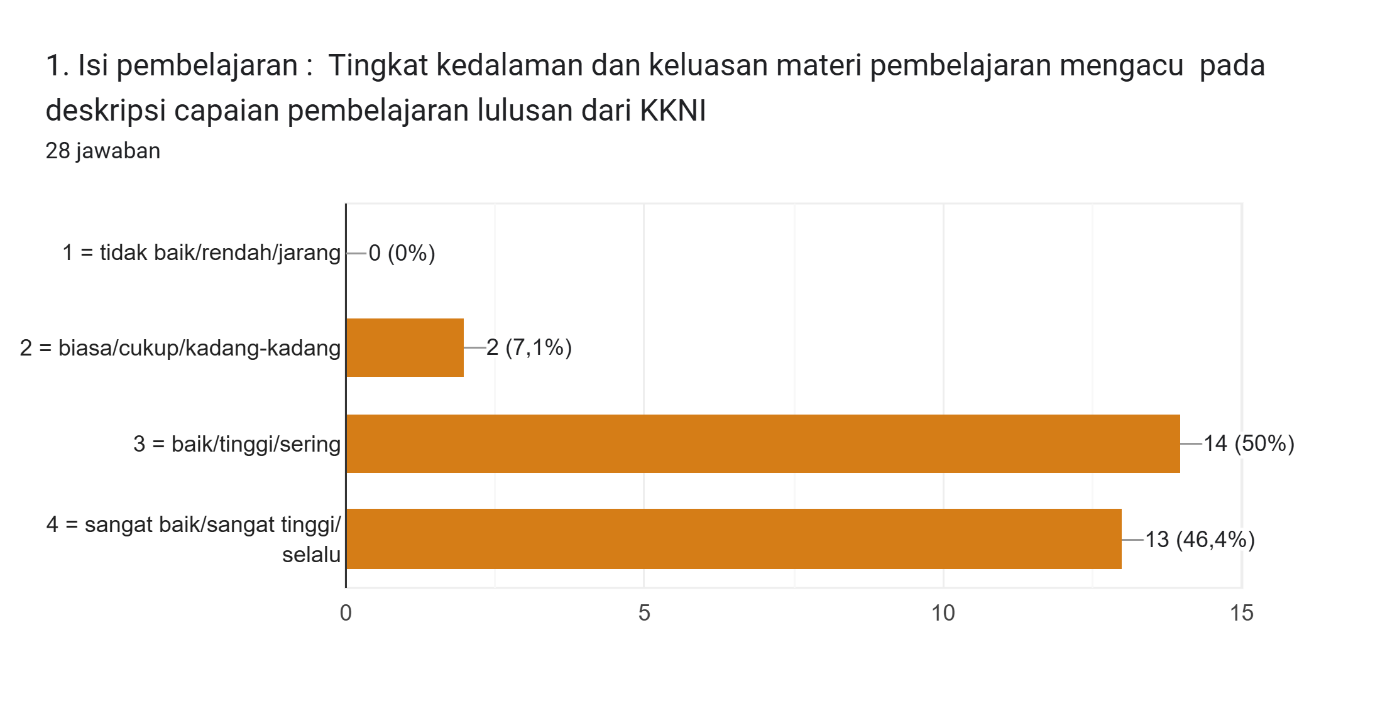 1. Isi pembelajaran :  Tingkat kedalaman dan keluasan materi pembelajaran mengacu  pada
deskripsi capaian pembelajaran lulusan dari KKNI
28 jawaban
1 = tidak baik/rendah/jarang
0 (0%)
2 = biasa/cukup/kadang-kadang
2 (7,1%)
3 = baik/tinggi/sering
14 (50%)
4 = sangat baik/sangat tinggi/
selalu
13 (46,4%)
0
5
10
15